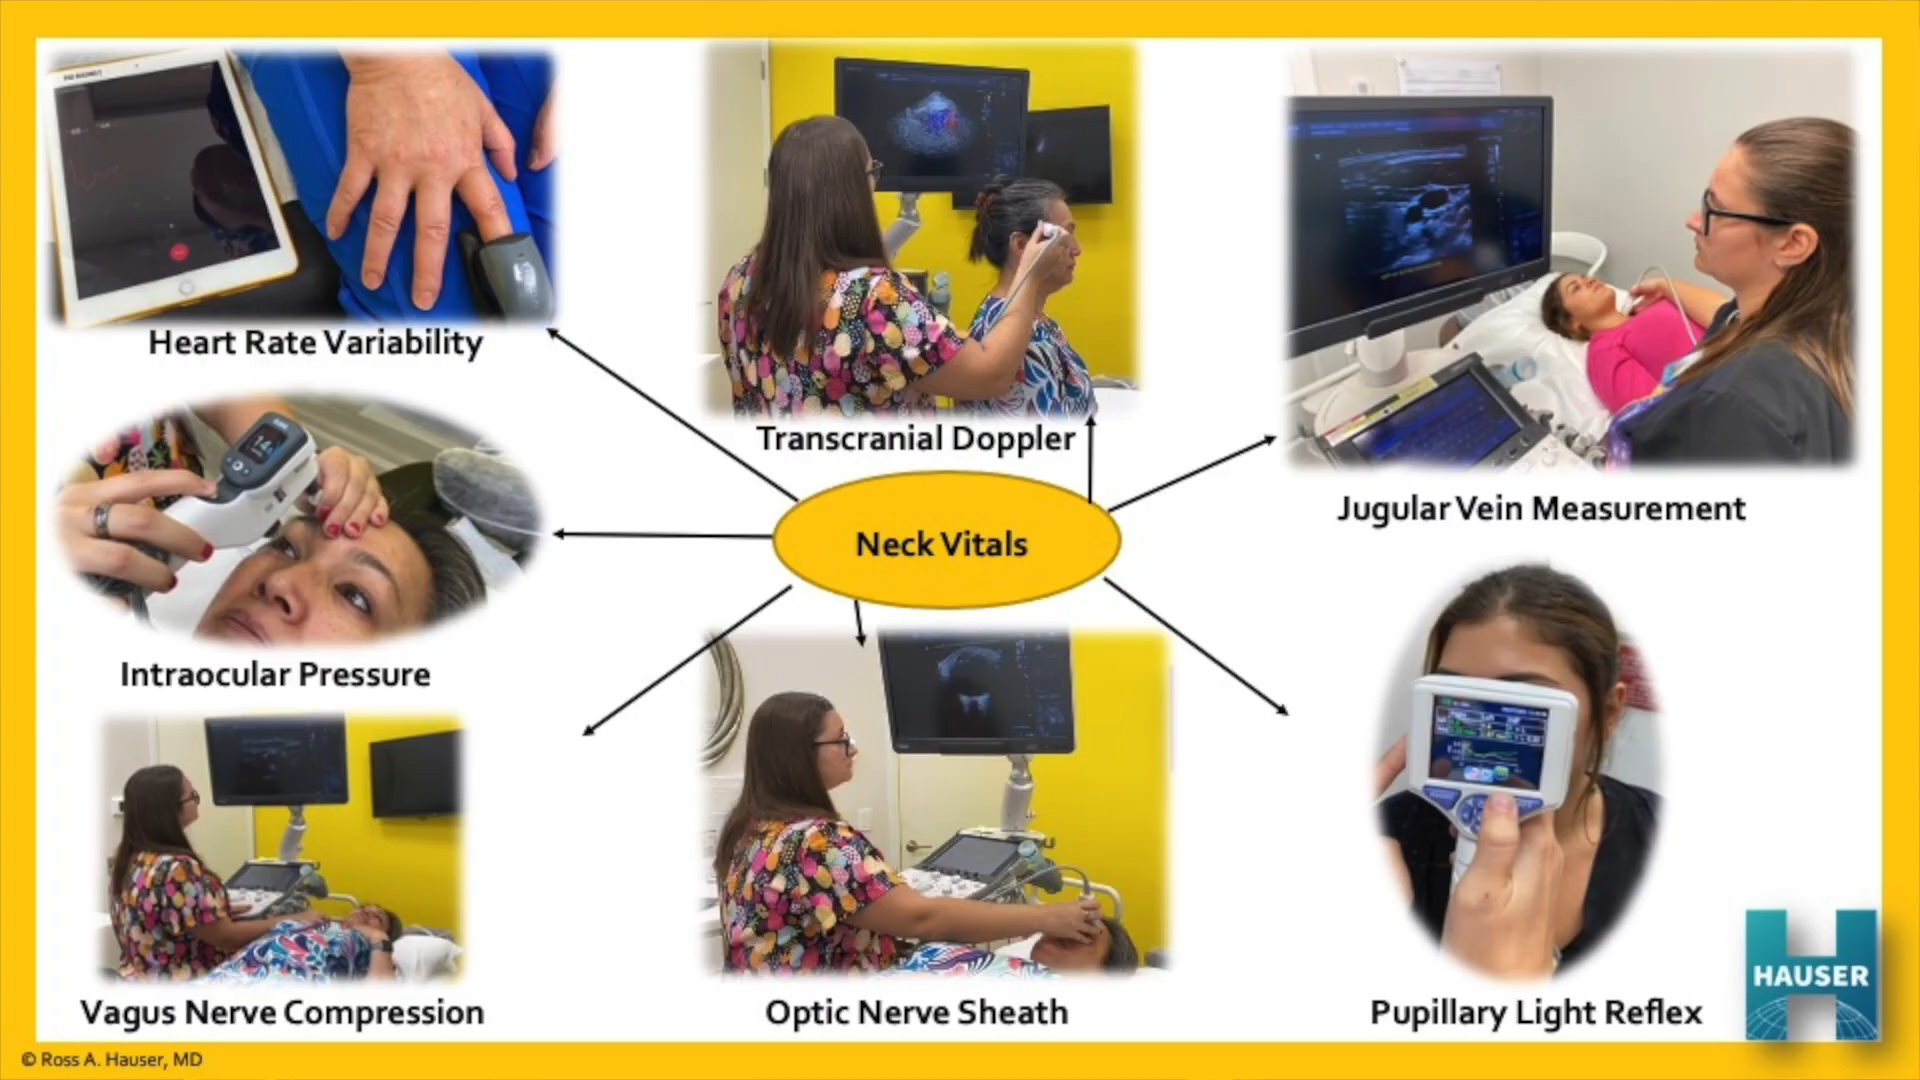 Heart Rate Variability
Transcranial Doppler
Jugular Vein Measurement
Neck Vitals
Intraocular Pressure
Vagus Nerve Compression
Optic Nerve Sheath
Pupillary Light Reflex
HAUSER
© Ross A. Hauser, MD